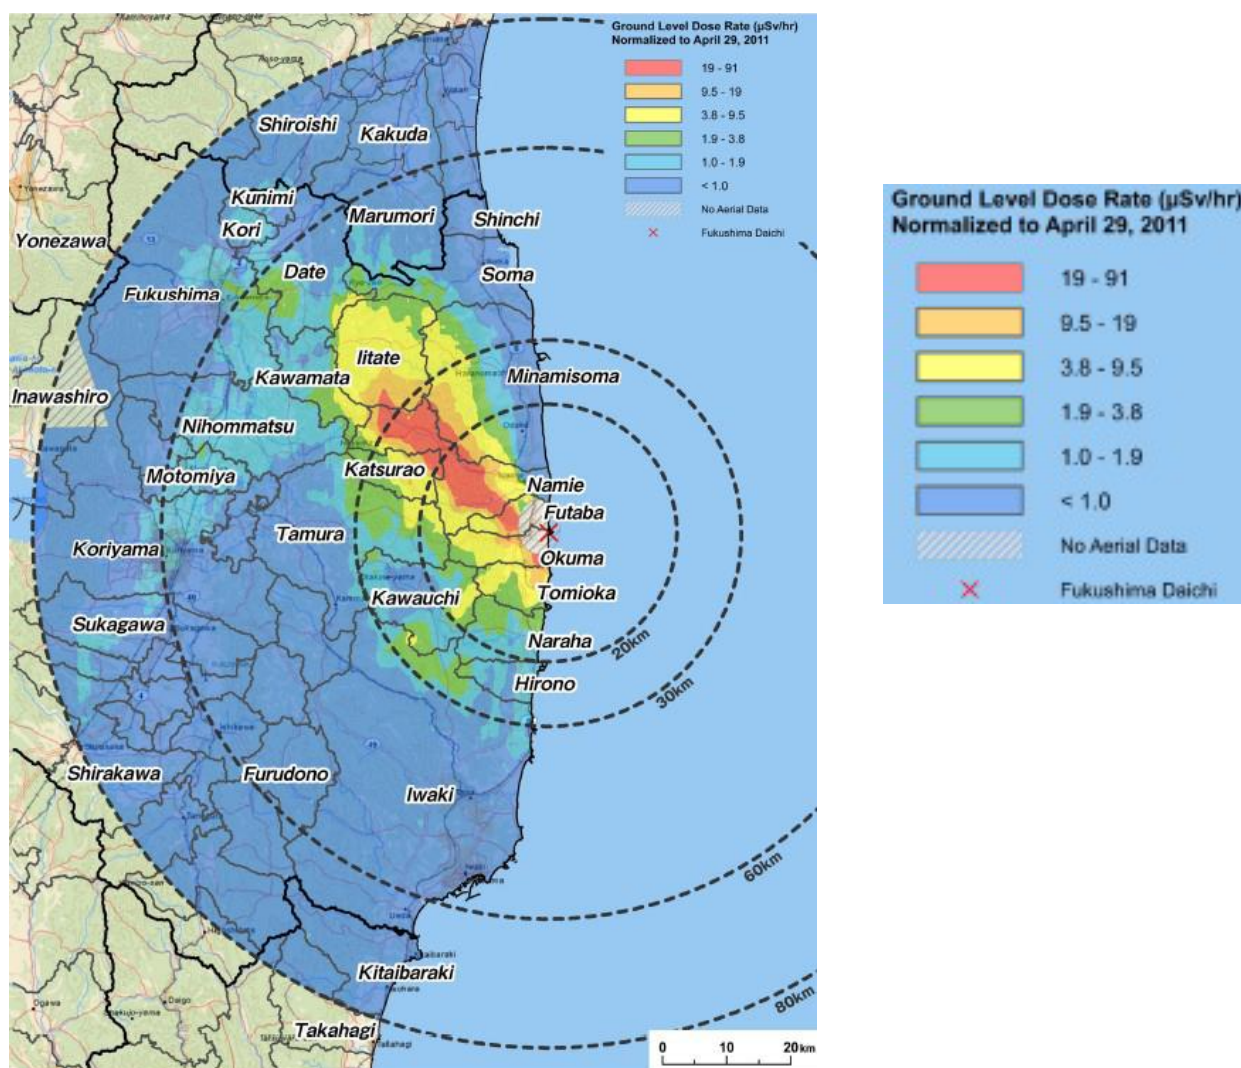 Ground Level Dose Rate (µSv/hr)
Normalized to April 29, 2011
19 - 91
9.5 - 19
3.8 - 9.5
1.9 - 3.8
1.0 - 1.9
< 1.0
No Aerial Data
Fukushima Daichi
Shiroishi
Kakuda
Kunimi
Yonezawa
Marumori
Shinchi
Kori
Yonezawa
Date
Soma
Fukushima
Iitate
Kawamata
Minamisoma
Inawashiro
Nihommatsu
Motomiya
Katsurao
Namie
Futaba
Tamura
Koriyama
Okuma
Kawauchi
Tomioka
Sukagawa
Naraha
20km
Hirono
30km
Shirakawa
Furudono
Iwaki
60km
Kitaibaraki
80km
Ogawa
Daigo
Takahagi
Takahagi
0 10 20km
Ground Level Dose Rate (µSv/hr)
Normalized to April 29, 2011
19 - 91
9.5 - 19
3.8 - 9.5
1.9 - 3.8
1.0 - 1.9
< 1.0
No Aerial Data
Fukushima Daichi